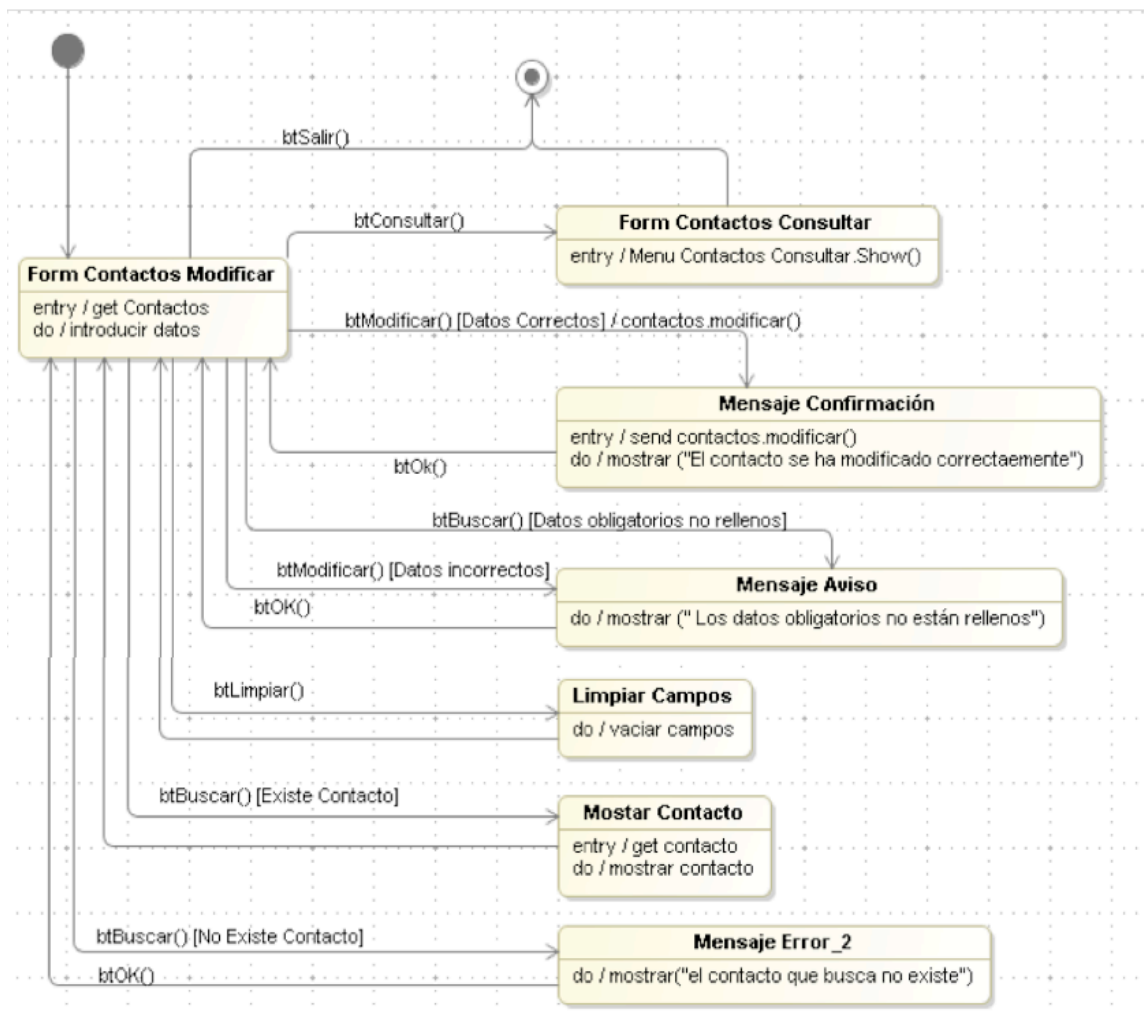 btSalir()
btConsultar()
Form Contactos Consultar
entry / Menu Contactos Consultar.Show()
Form Contactos Modificar
entry / get Contactos
do / introducir datos
btModificar() [Datos Correctos] / contactos.modificar()
Mensaje Confirmación
entry / send contactos.modificar()
do / mostrar ("El contacto se ha modificado correctaemente")
btOk()
btBuscar() [Datos obligatorios no rellenos]
btModificar() [Datos incorrectos]
Mensaje Aviso
do / mostrar (" Los datos obligatorios no están rellenos")
btOK()
btLimpiar()
Limpiar Campos
do / vaciar campos
btBuscar() [Existe Contacto]
Mostar Contacto
entry / get contacto
do / mostrar contacto
btBuscar() [No Existe Contacto]
Mensaje Error_2
do / mostrar("el contacto que busca no existe")
btOK()